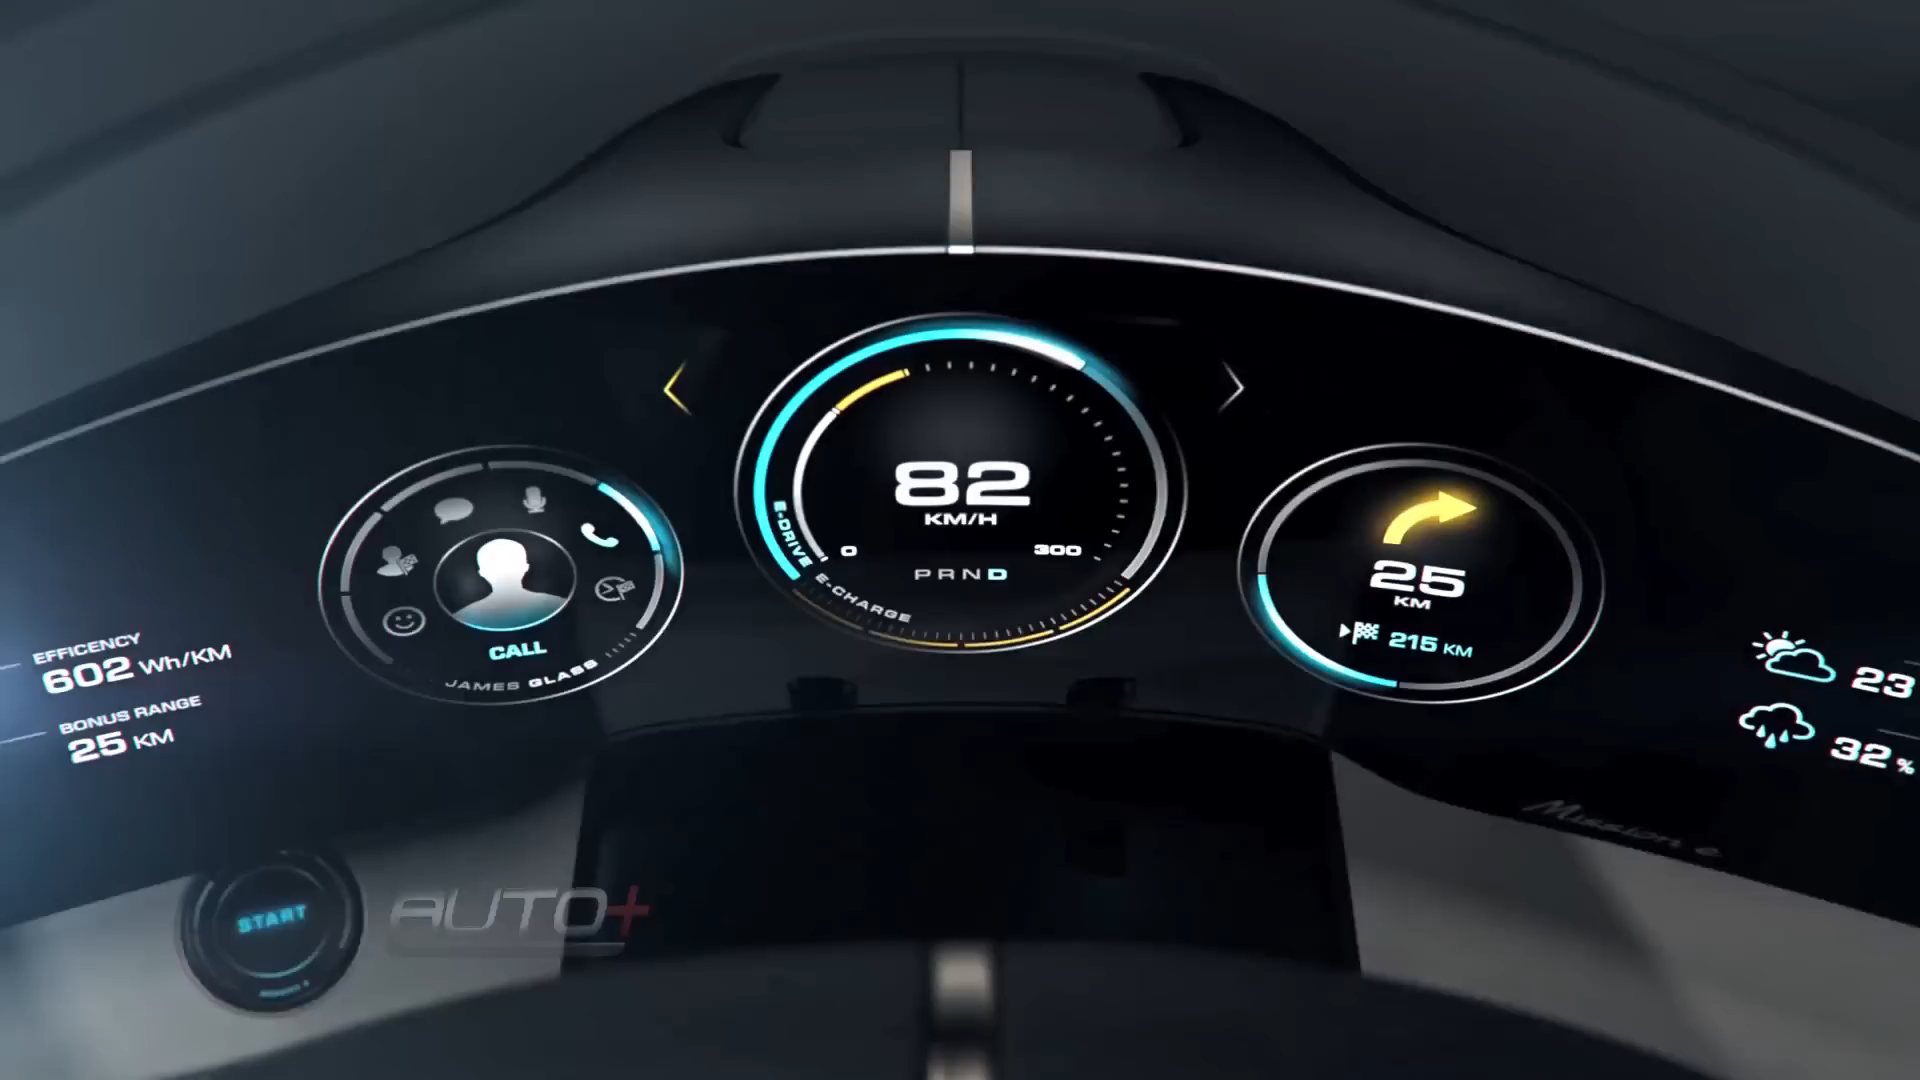 82
KM/H
0
300
PRND
E-DRIVE
E-CHARGE
CALL
JAMES GLASS
25
KM
215 KM
EFFICENCY
602 Wh/KM
BONUS RANGE
25 KM
23
32 %
Mission e
START
AUTO+